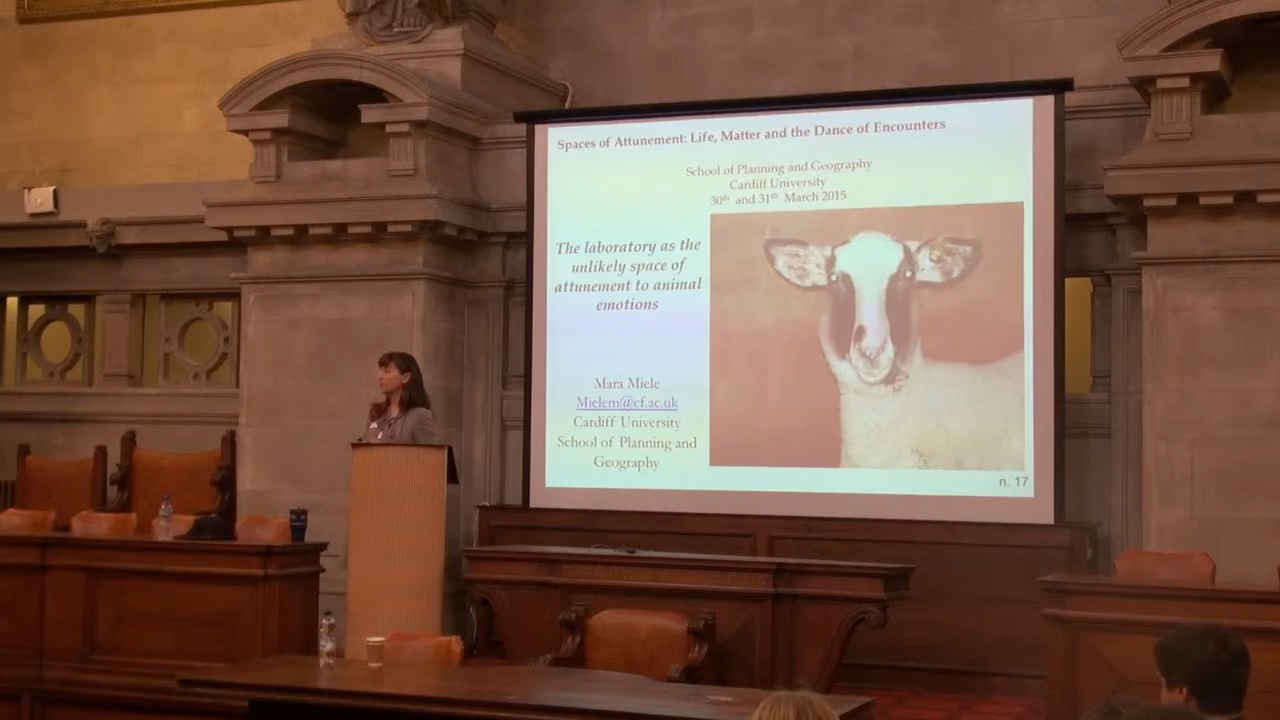 Spaces of Attunement: Life, Matter and the Dance of Encounters
School of Planning and Geography
Cardiff University
30th and 31th March 2015
The laboratory as the
unlikely space of
attunement to animal
emotions
Mara Miele
Mielem@cf.ac.uk
Cardiff University
School of Planning and
Geography
n. 17